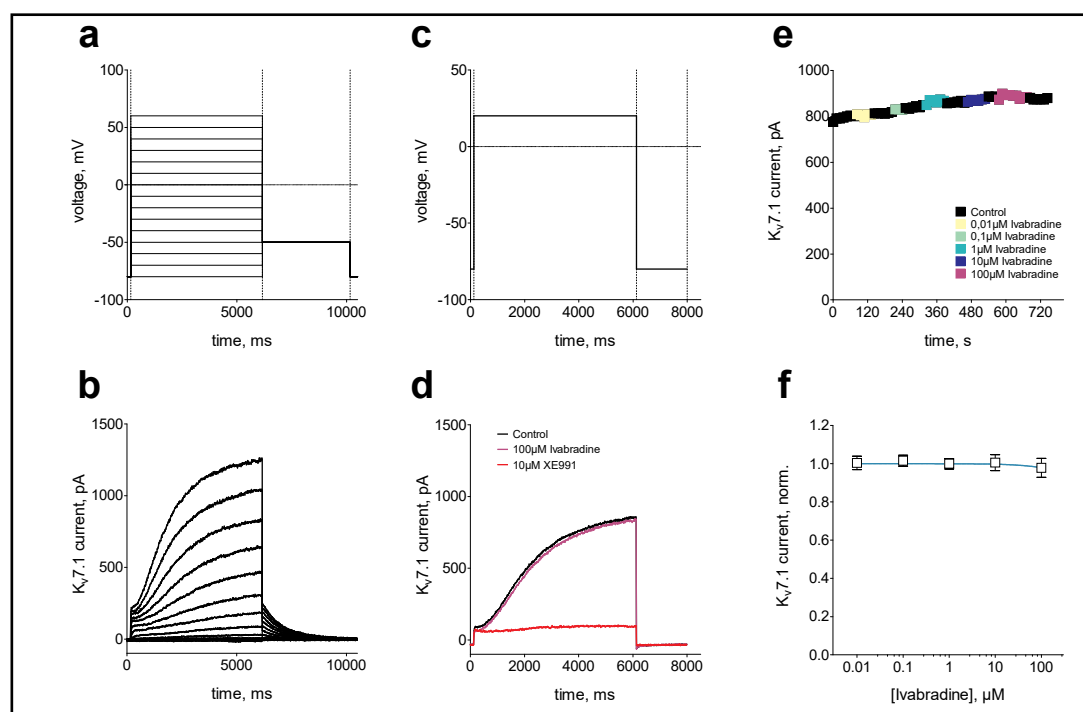 a
100
50
0
-50
-100
voltage, mV
0
5000
10000
time, ms
c
50
0
-50
-100
voltage, mV
0
2000
4000
6000
8000
time, ms
e
1000
800
600
400
200
0
Kv7.1 current, pA
Control
0,01µM Ivabradine
0,1µM Ivabradine
1µM Ivabradine
10µM Ivabradine
100µM Ivabradine
0
120
240
360
480
600
720
time, s
b
1500
1000
500
0
Kv7.1 current, pA
0
5000
10000
time, ms
d
1500
1000
500
0
Kv7.1 current, pA
Control
100µM Ivabradine
10µM XE991
0
2000
4000
6000
8000
time, ms
f
1.2
1.0
0.8
0.6
0.4
0.2
0.0
Kv7.1 current, norm.
0.01
0.1
1
10
100
[Ivabradine], µM